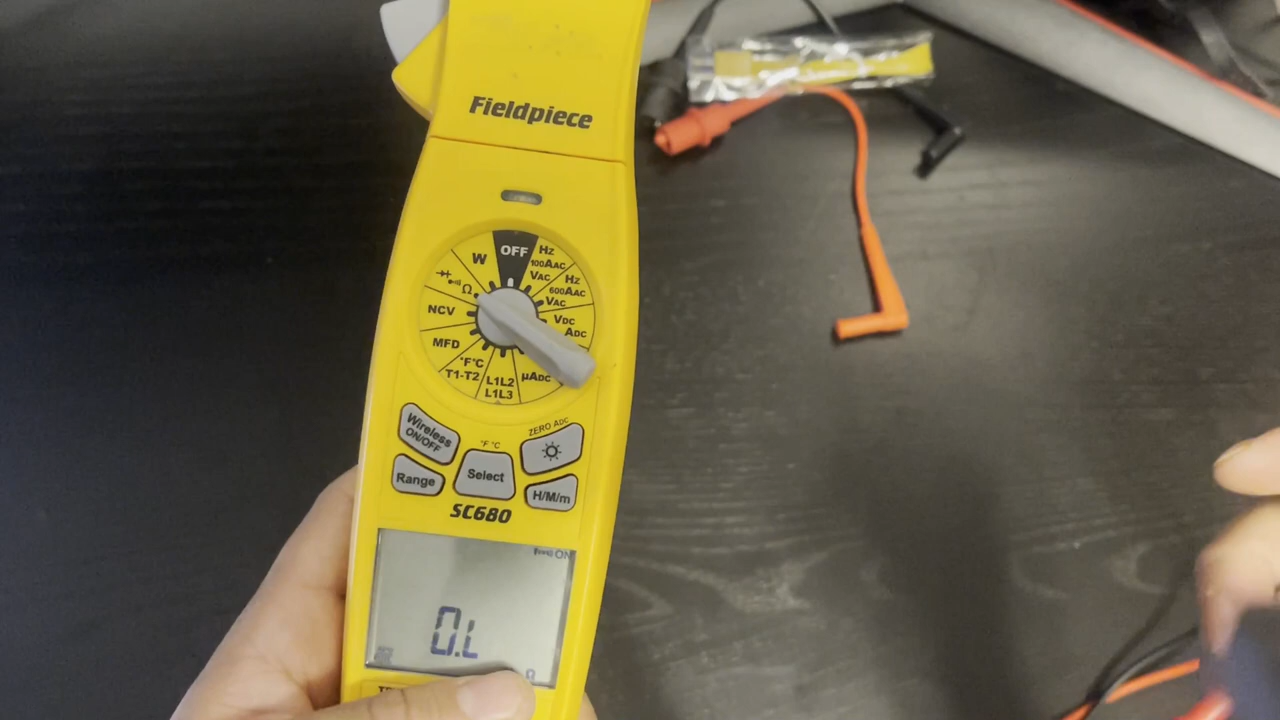 Fieldpiece
OFF
W
Hz
100AAC
VAC
Hz
600AAC
VAC
VDC
ADC
Ω
NCV
MFD
°F°C
T1-T2
L1L2
L1L3
µADC
Wireless
ON/OFF
°F °C
ZERO ADC
Range
Select
H/M/m
SC680
ON
O.L
Ω